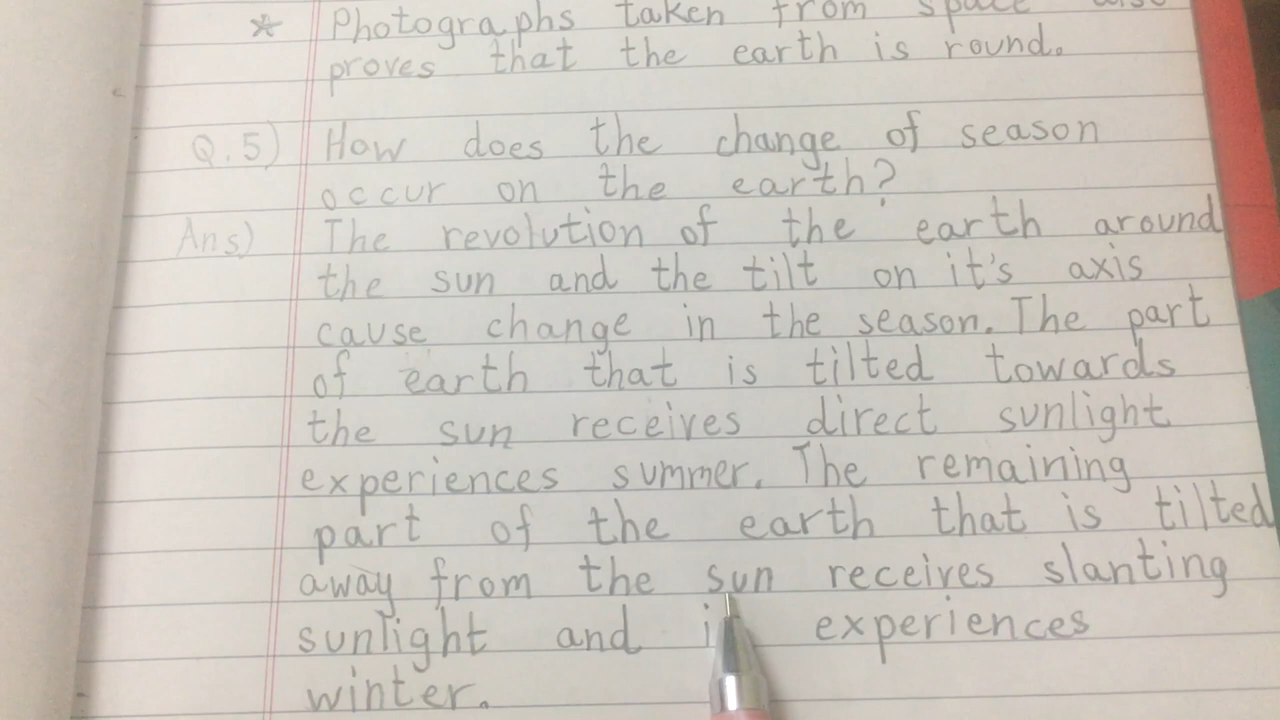 * Photographs taken from space also
proves that the earth is round.
Q.5) How does the change of season
occur on the earth?
Ans) The revolution of the earth around
the sun and the tilt on it's axis
cause change in the season. The part
of earth that is tilted towards
the sun receives direct sunlight
experiences summer. The remaining
part of the earth that is tilted
away from the sun receives slanting
sunlight and experiences
winter.